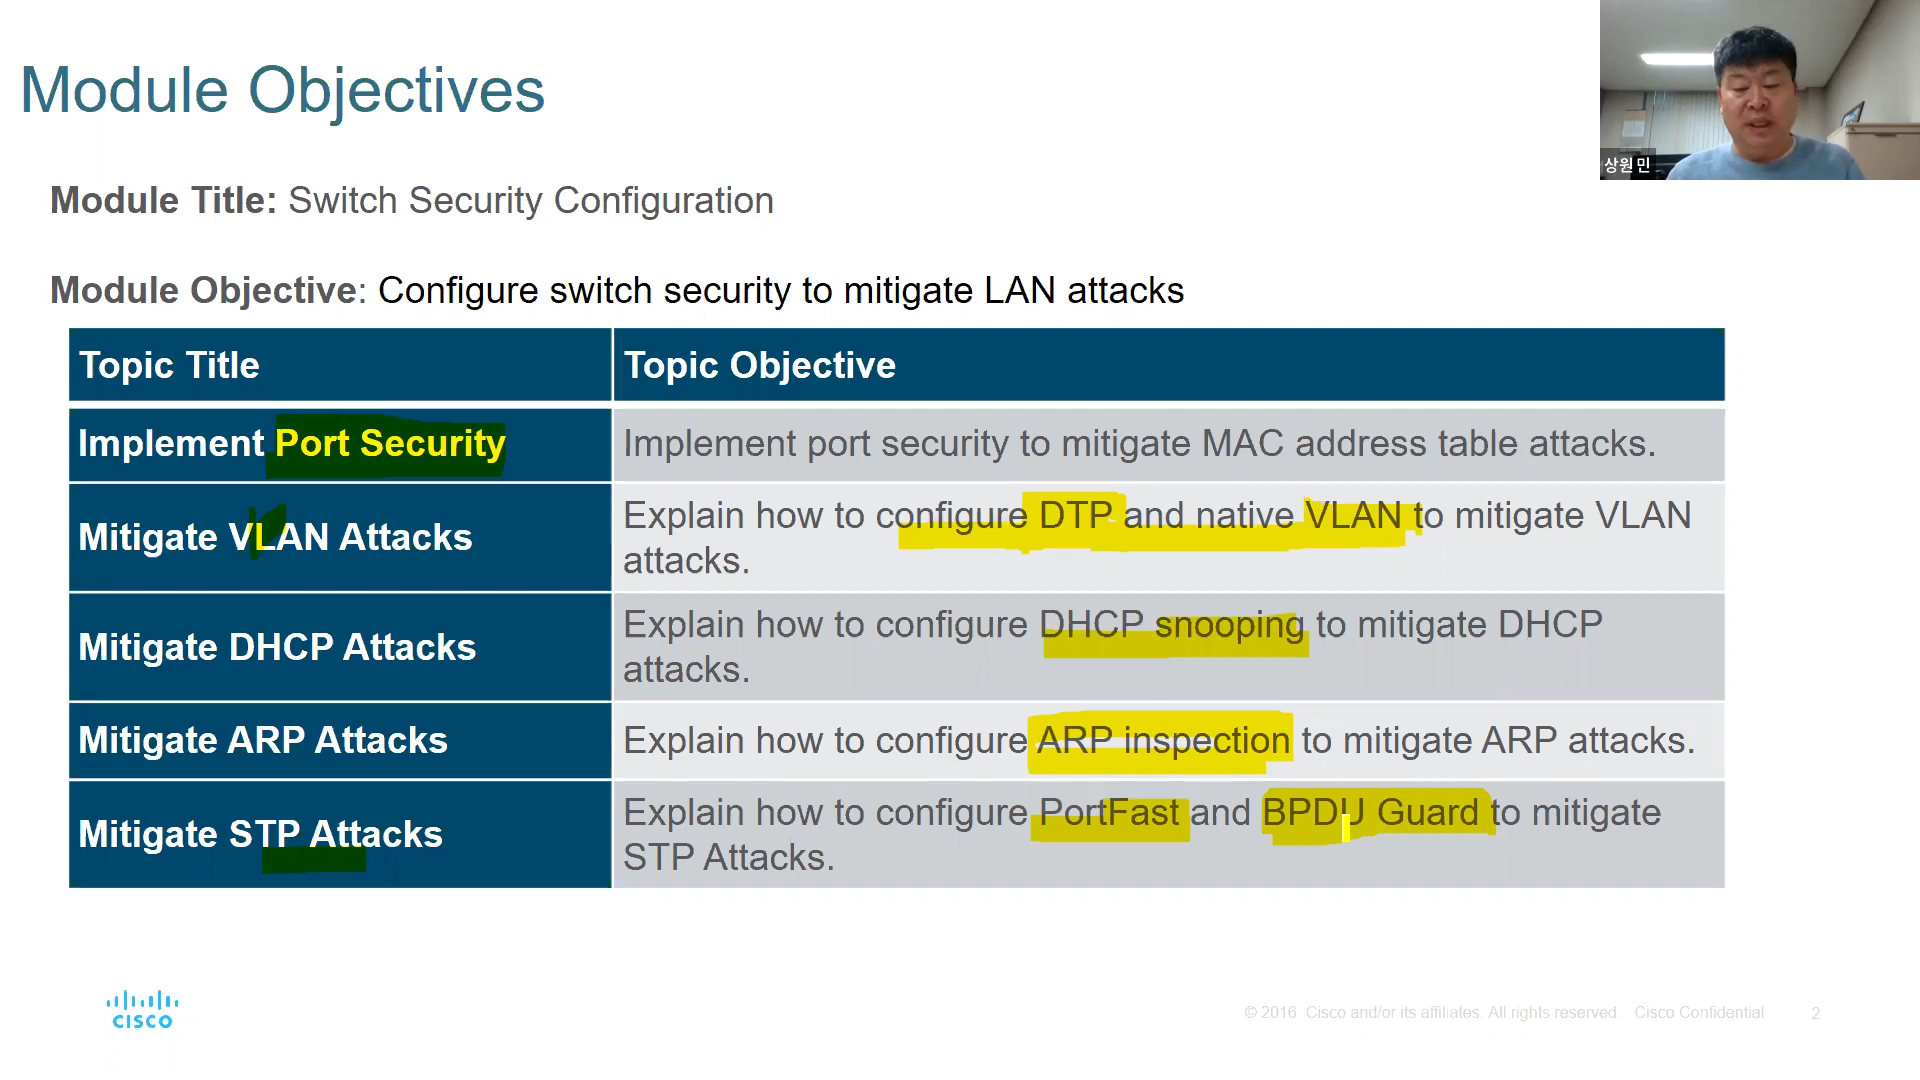 Module Objectives
상원 민
Module Title: Switch Security Configuration
Module Objective: Configure switch security to mitigate LAN attacks
Topic Title
Topic Objective
Implement Port Security
Implement port security to mitigate MAC address table attacks.
Mitigate VLAN Attacks
Explain how to configure DTP and native VLAN to mitigate VLAN
attacks.
Mitigate DHCP Attacks
Explain how to configure DHCP snooping to mitigate DHCP
attacks.
Mitigate ARP Attacks
Explain how to configure ARP inspection to mitigate ARP attacks.
Mitigate STP Attacks
Explain how to configure PortFast and BPDU Guard to mitigate
STP Attacks.
CISCO
© 2016 Cisco and/or its affiliates. All rights reserved. Cisco Confidential
2